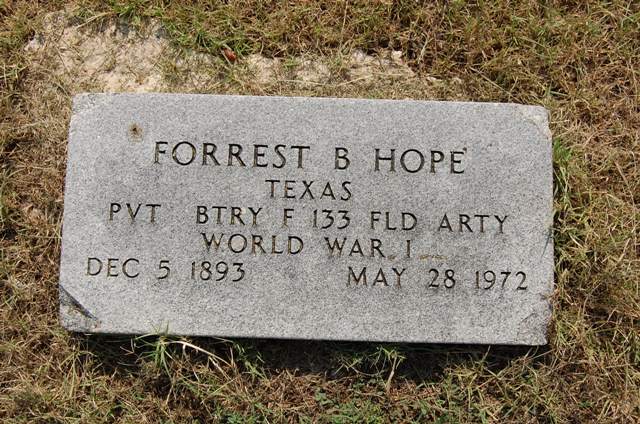 FORREST B HOPE
TEXAS
PVT BTRY F 133 FLD ARTY
WORLD WAR I
DEC 5 1893 MAY 28 1972